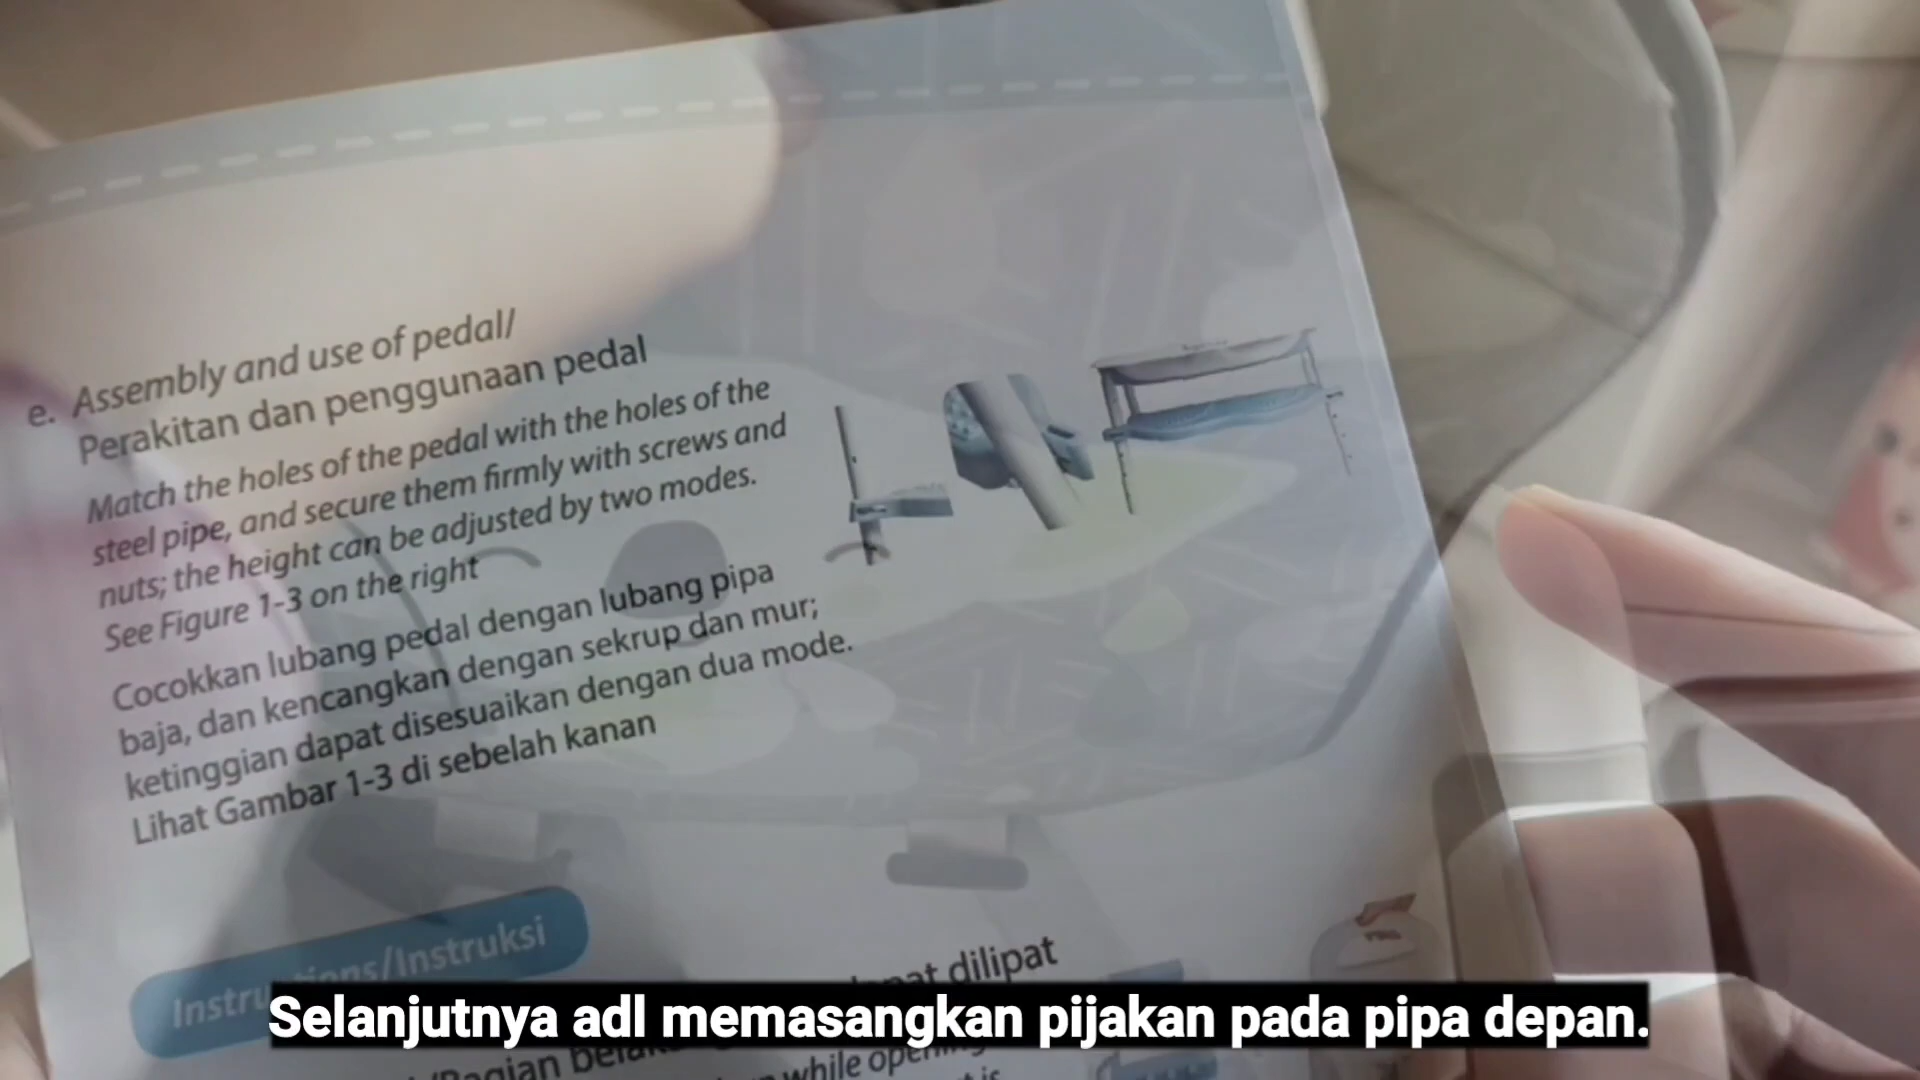 e. Assembly and use of pedal/
Perakitan dan penggunaan pedal
Match the holes of the pedal with the holes of the
steel pipe, and secure them firmly with screws and
nuts; the height can be adjusted by two modes.
See Figure 1-3 on the right
Cocokkan lubang pedal dengan lubang pipa
baja, dan kencangkan dengan sekrup dan mur;
ketinggian dapat disesuaikan dengan dua mode.
Lihat Gambar 1-3 di sebelah kanan
/Instruksi
dilipat
Selanjutnya adl memasangkan pijakan pada pipa depan.
while